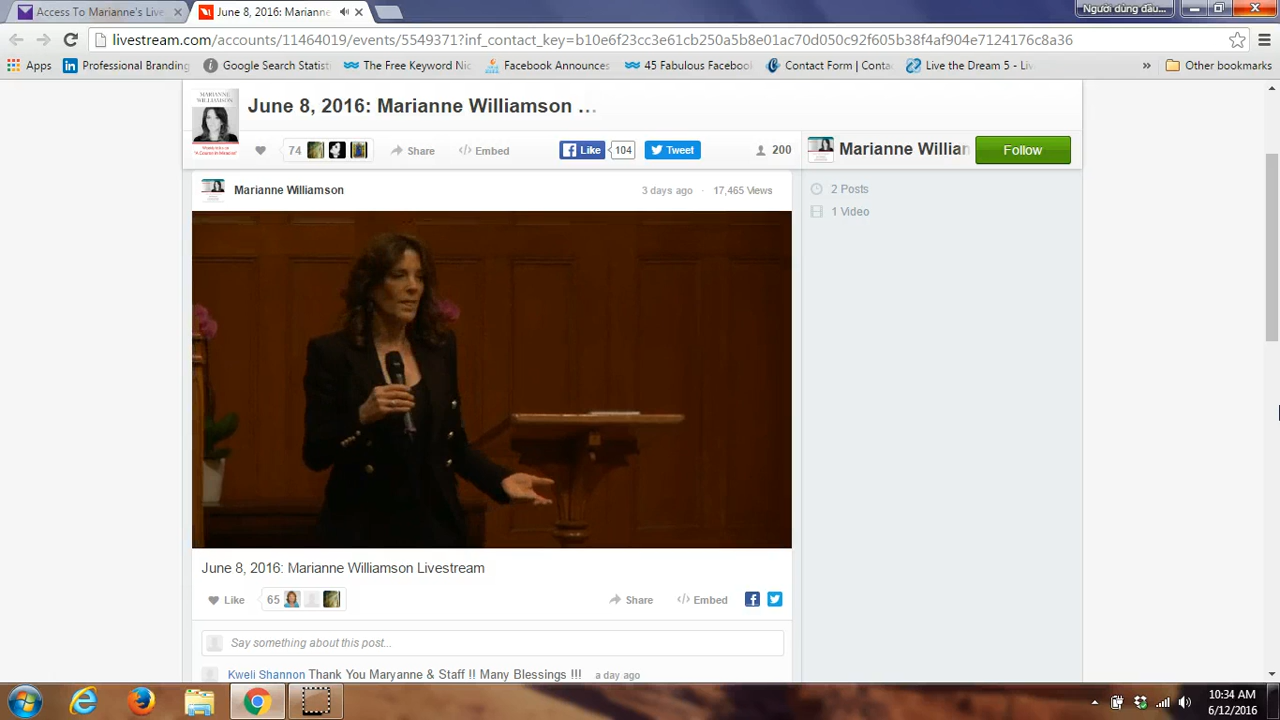 Access To Marianne's Live
June 8, 2016: Marianne
Người dùng đầu...
livestream.com/accounts/11464019/events/5549371?inf_contact_key=b10e6f23cc3e61cb250a5b8e01ac70d050c92f605b38f4af904e7124176c8a36
Apps Professional Branding Google Search Statisti The Free Keyword Nic Facebook Announces 45 Fabulous Facebook Contact Form | Conta Live the Dream 5 - Liv » Other bookmarks
MARIANNE
WILLIAMSON
June 8, 2016: Marianne Williamson ...
74 Share Embed Like 104 Tweet 200
Marianne Willian Follow
Marianne Williamson 3 days ago · 17,465 Views
2 Posts
1 Video
June 8, 2016: Marianne Williamson Livestream
Like 65 Share Embed
Say something about this post...
Kweli Shannon Thank You Maryanne & Staff !! Many Blessings !!! a day ago
10:34 AM
6/12/2016